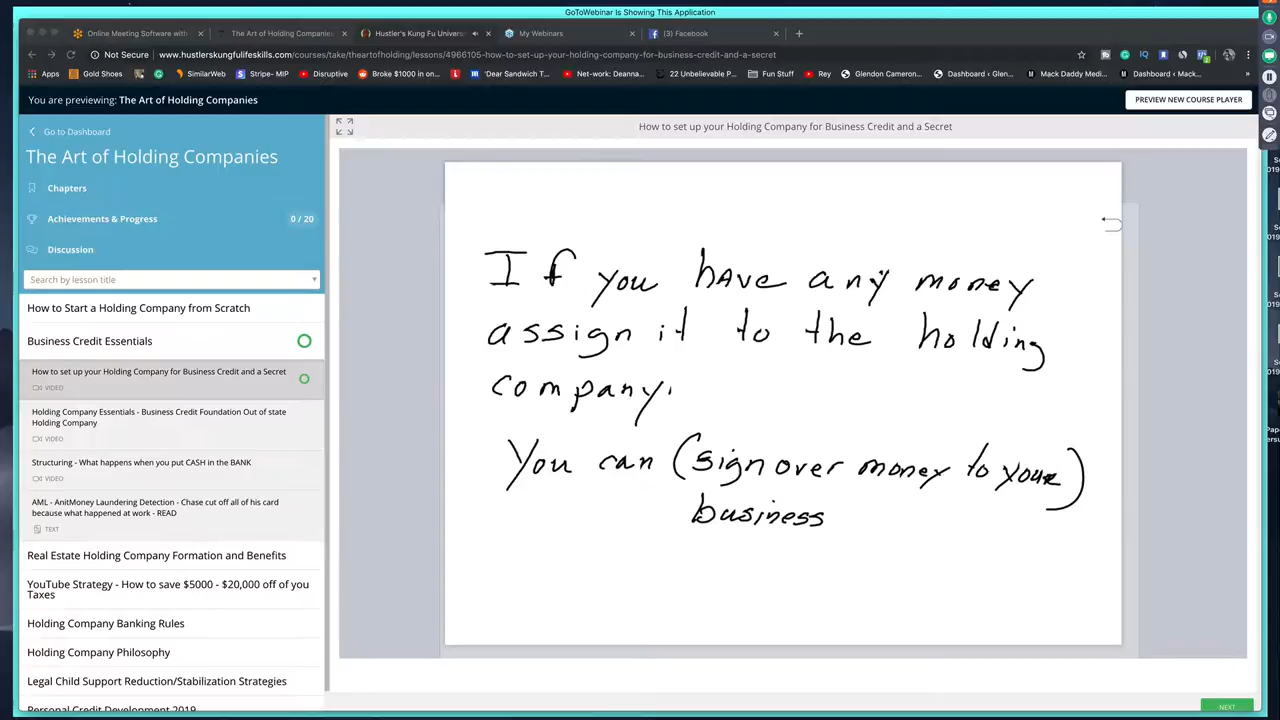 GoToWebinar Is Showing This Application
Online Meeting Software with
The Art of Holding Companies
Hustler's Kung Fu Univers
My Webinars
(3) Facebook
Not Secure
www.hustlerskungfulifeskills.com/courses/take/theartofholding/lessons/4966105-how-to-set-up-your-holding-company-for-business-credit-and-a-secret
Apps
Gold Shoes
SimilarWeb
Stripe- MIP
Disruptive
Broke $1000 in on...
'Dear Sandwich T...
Net-work: Deanna...
22 Unbelievable P...
Fun Stuff
Rey
Glendon Cameron...
Dashboard ‹ Glen...
Mack Daddy Medi...
Dashboard ‹ Mack...
You are previewing: The Art of Holding Companies
PREVIEW NEW COURSE PLAYER
Go to Dashboard
The Art of Holding Companies
Chapters
Achievements & Progress 0 / 20
Discussion
Search by lesson title
How to Start a Holding Company from Scratch
Business Credit Essentials
How to set up your Holding Company for Business Credit and a Secret
VIDEO
Holding Company Essentials - Business Credit Foundation Out of state
Holding Company
VIDEO
Structuring - What happens when you put CASH in the BANK
VIDEO
AML - AnitMoney Laundering Detection - Chase cut off all of his card
because what happened at work - READ
TEXT
Real Estate Holding Company Formation and Benefits
YouTube Strategy - How to save $5000 - $20,000 off of you
Taxes
Holding Company Banking Rules
Holding Company Philosophy
Legal Child Support Reduction/Stabilization Strategies
Personal Credit Development 2019
How to set up your Holding Company for Business Credit and a Secret
If you have any money
assign it to the holding
company.
You can (sign over money to your)
business
NEXT